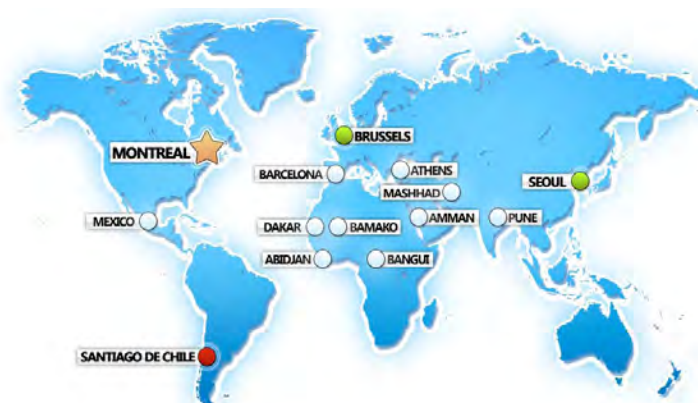 BRUSSELS
MONTREAL
BARCELONA
ATHENS
MASHHAD
SEOUL
MEXICO
DAKAR
BAMAKO
AMMAN
PUNE
ABIDJAN
BANGUI
SANTIAGO DE CHILE